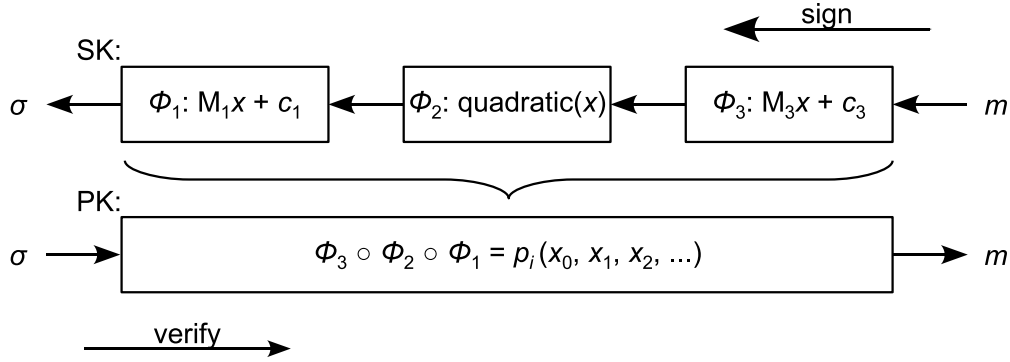 sign
SK:
σ Φ₁: M₁x + c₁ Φ₂: quadratic(x) Φ₃: M₃x + c₃ m
PK:
σ Φ₃ ○ Φ₂ ○ Φ₁ = pᵢ (x₀, x₁, x₂, ...) m
verify